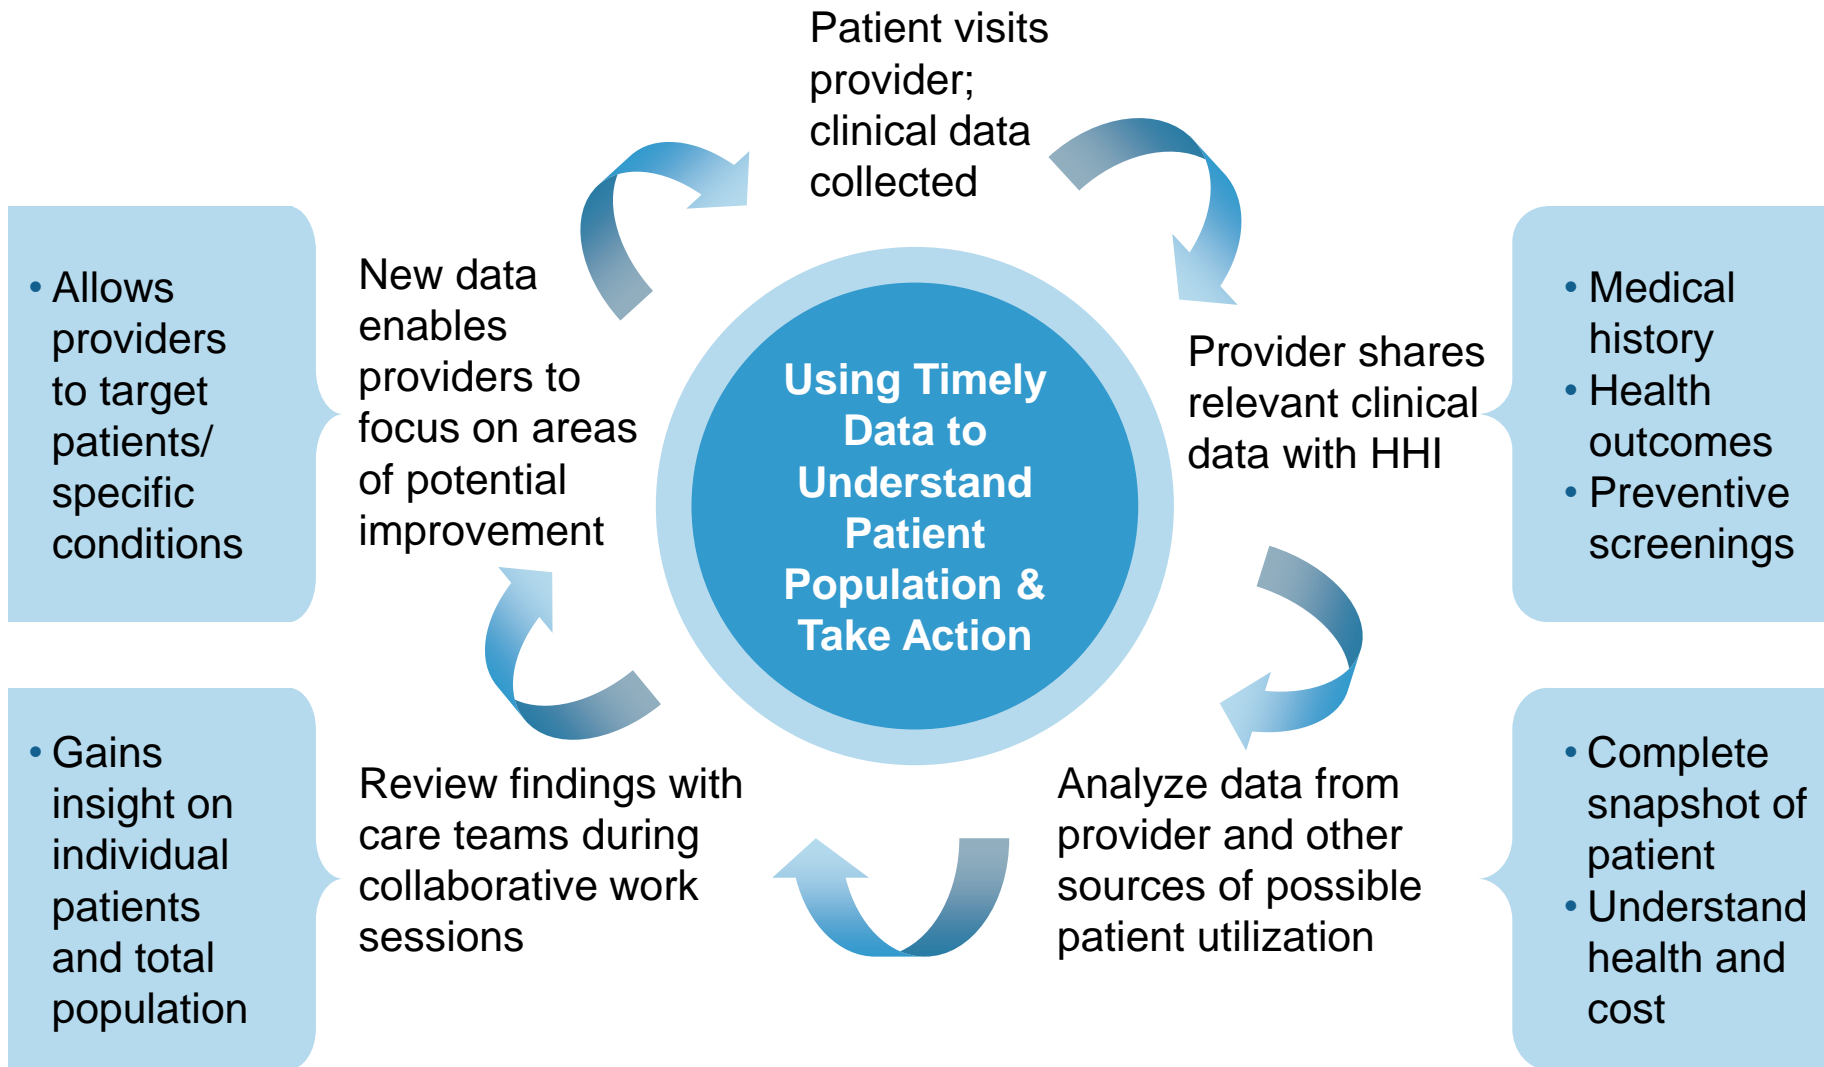 Patient visits
provider;
clinical data
collected
• Allows
providers
to target
patients/
specific
conditions
New data
enables
providers to
focus on areas
of potential
improvement
Using Timely
Data to
Understand
Patient
Population &
Take Action
Provider shares
relevant clinical
data with HHI
• Medical
history
• Health
outcomes
• Preventive
screenings
• Gains
insight on
individual
patients
and total
population
Review findings with
care teams during
collaborative work
sessions
Analyze data from
provider and other
sources of possible
patient utilization
• Complete
snapshot of
patient
• Understand
health and
cost